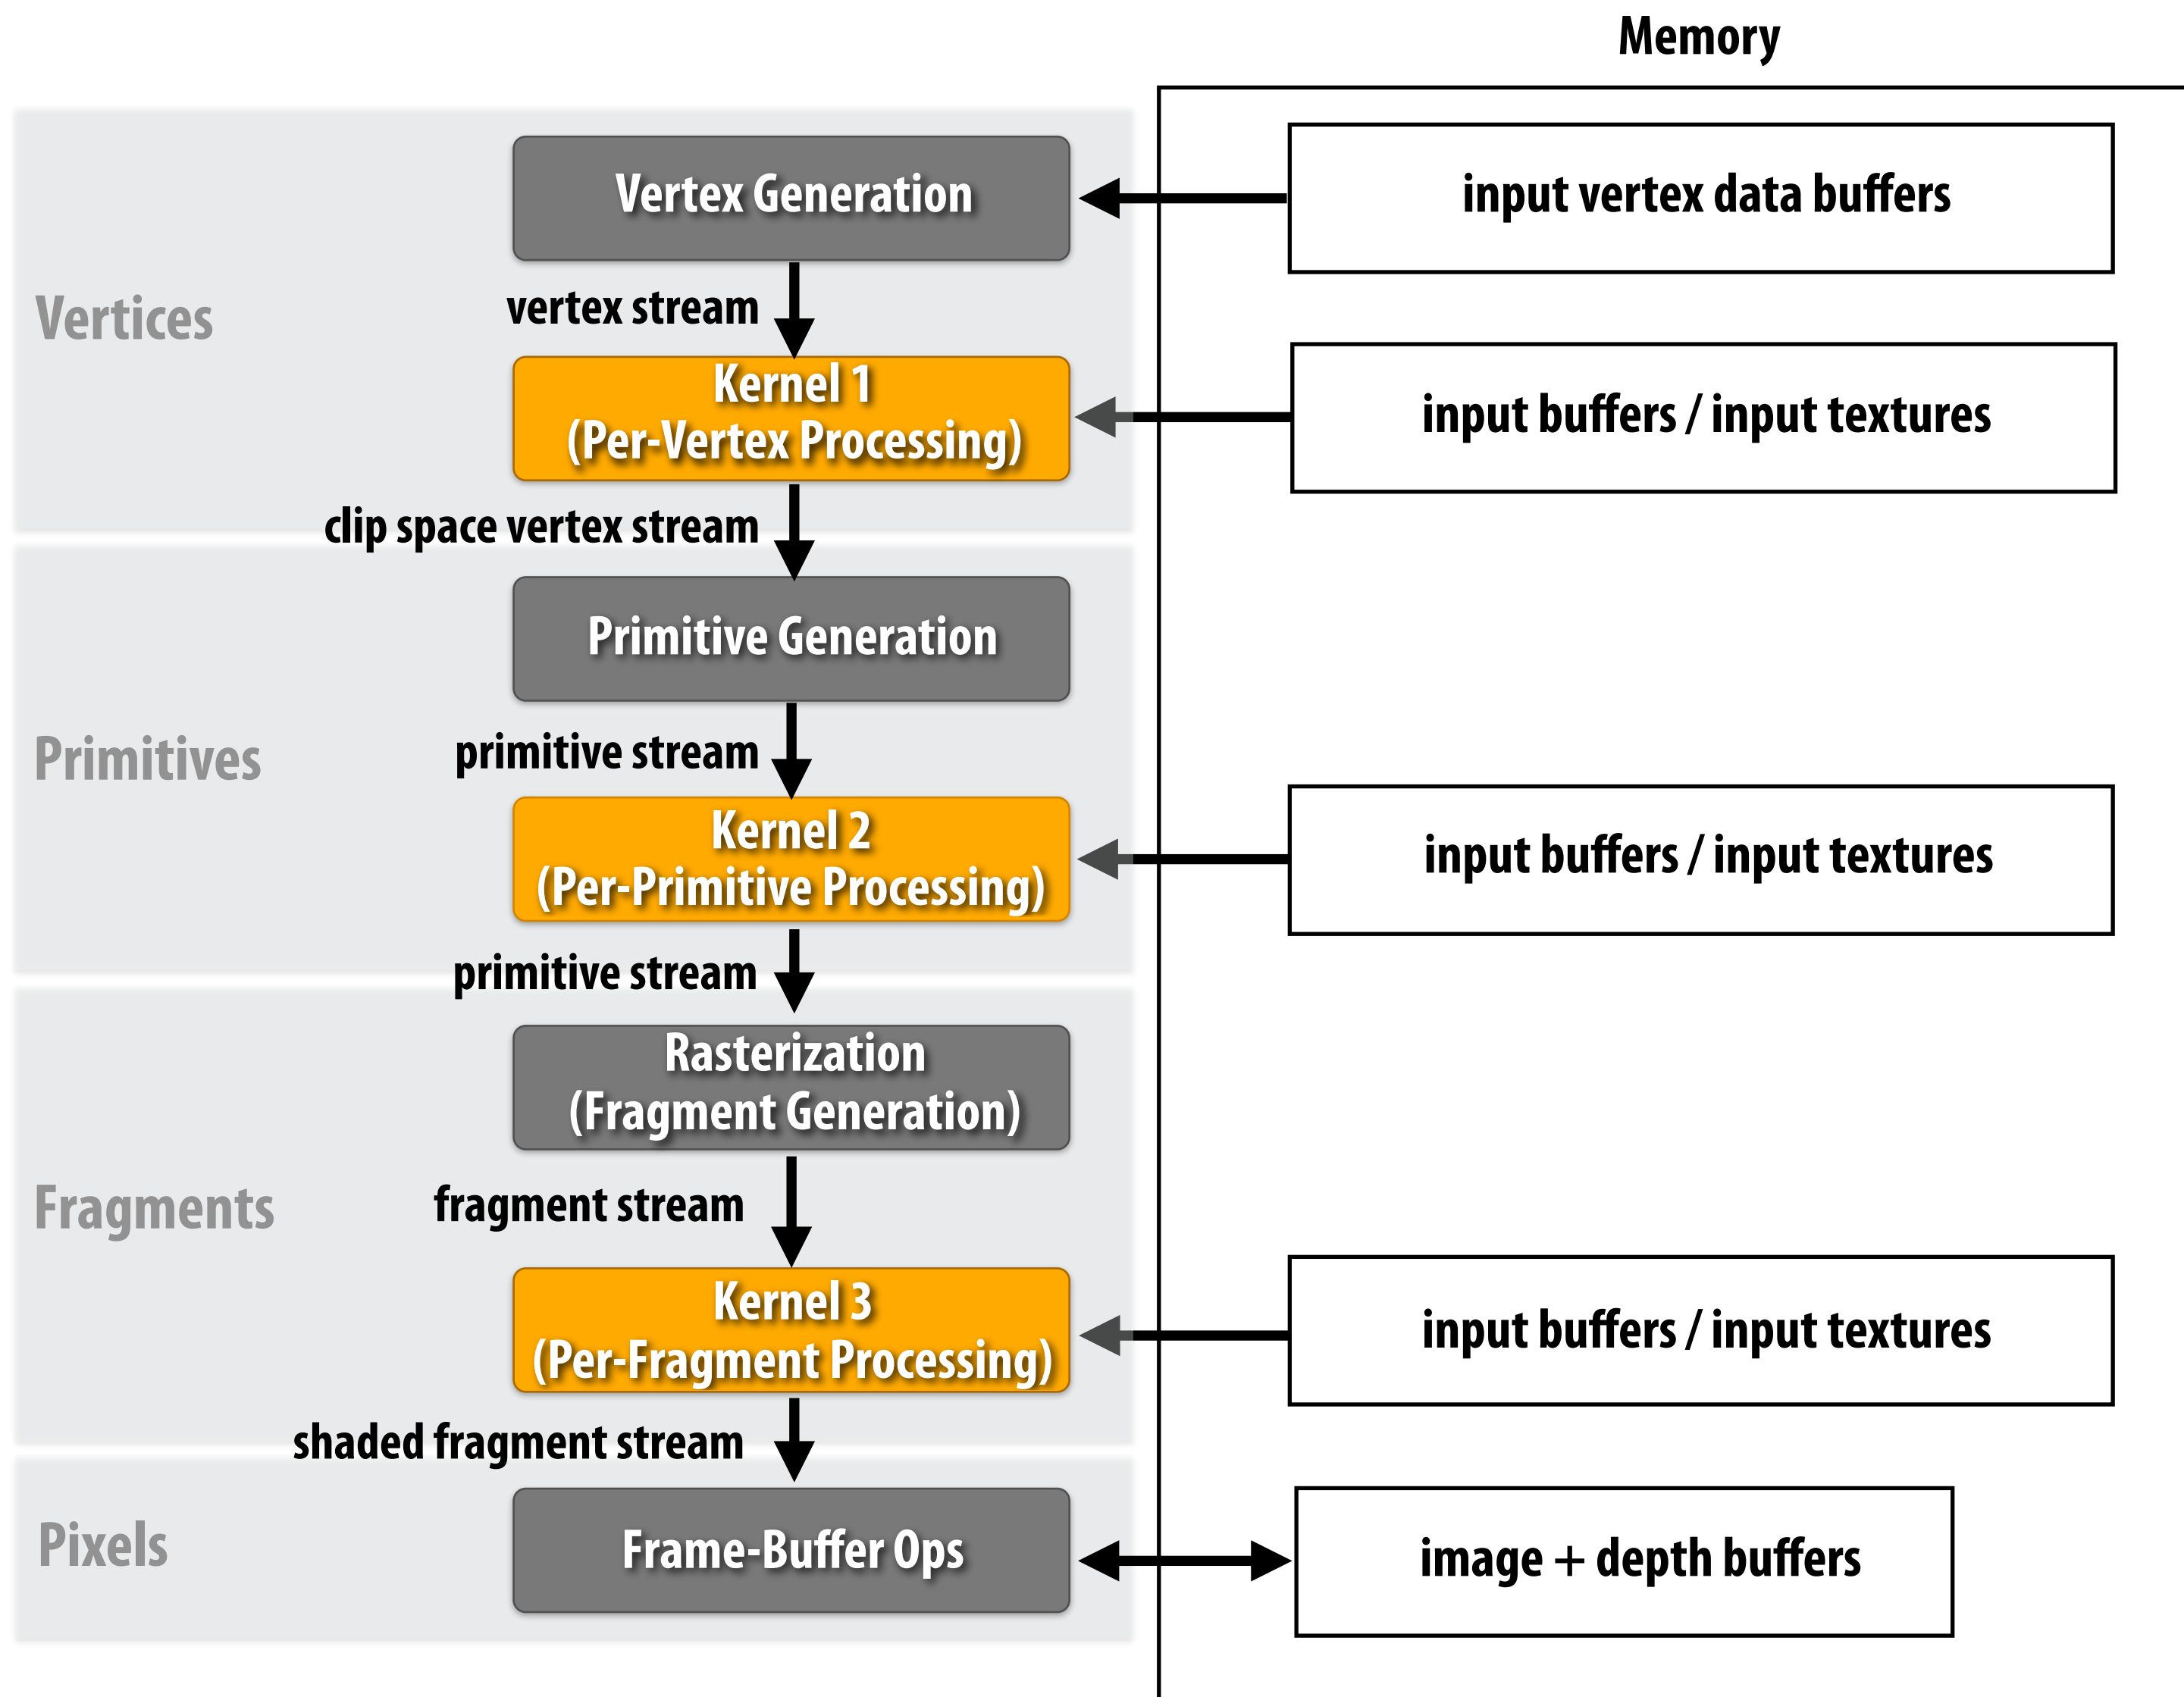 Memory
Vertex Generation
input vertex data buffers
vertex stream
Vertices
Kernel 1
(Per-Vertex Processing)
input buffers / input textures
clip space vertex stream
Primitive Generation
primitive stream
Primitives
Kernel 2
(Per-Primitive Processing)
input buffers / input textures
primitive stream
Rasterization
(Fragment Generation)
fragment stream
Fragments
Kernel 3
(Per-Fragment Processing)
input buffers / input textures
shaded fragment stream
Pixels
Frame-Buffer Ops
image + depth buffers